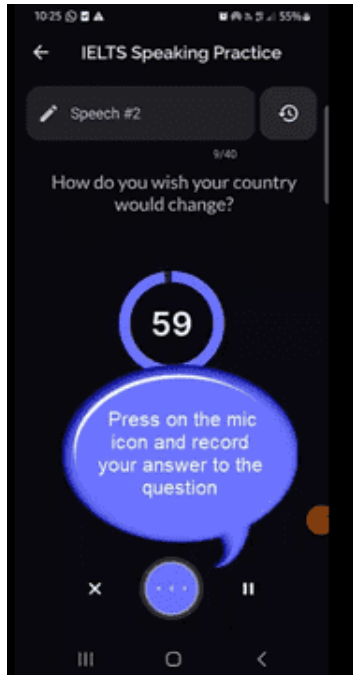 10:25 55%
IELTS Speaking Practice
Speech #2
9/40
How do you wish your country
would change?
59
Press on the mic
icon and record
your answer to the
question